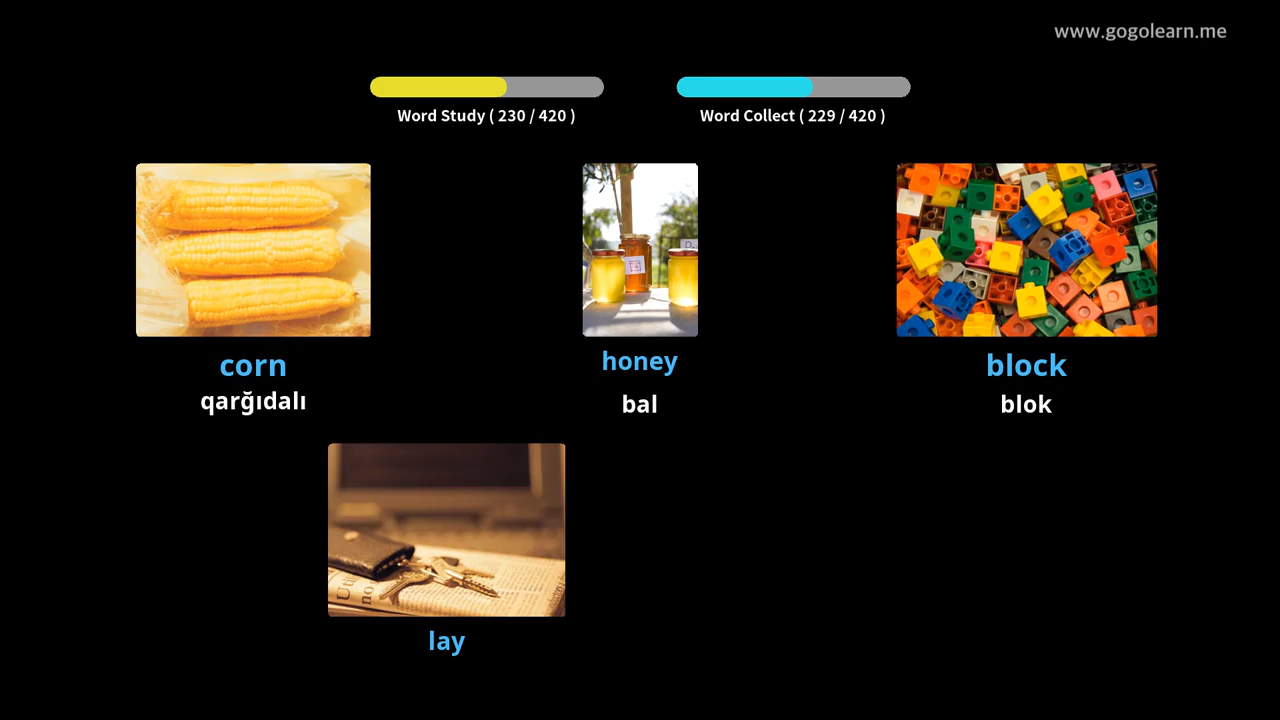 www.gogolearn.me
Word Study ( 230 / 420 )
Word Collect ( 229 / 420 )
corn
qarğıdalı
honey
bal
block
blok
lay